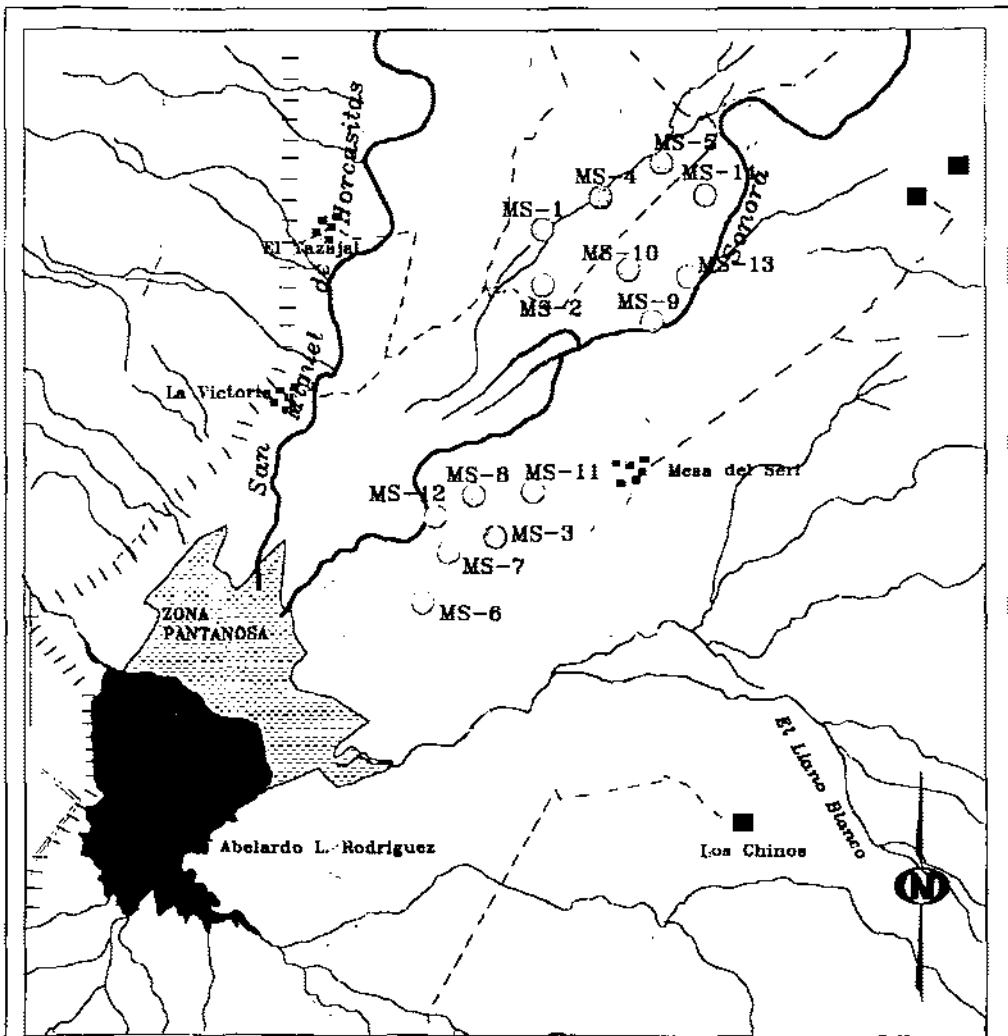 San Miguel de Horcasitas
MS-5
MS-4
MS-14
MS-1
Sonora
MS-10
MS-13
MS-2
MS-9
La Victoria
MS-8
MS-11
Mesa del Seri
MS-12
MS-3
MS-7
MS-6
ZONA
PANTANOSA
El Llano Blanco
Abelardo L. Rodriguez
Los Chinos
N